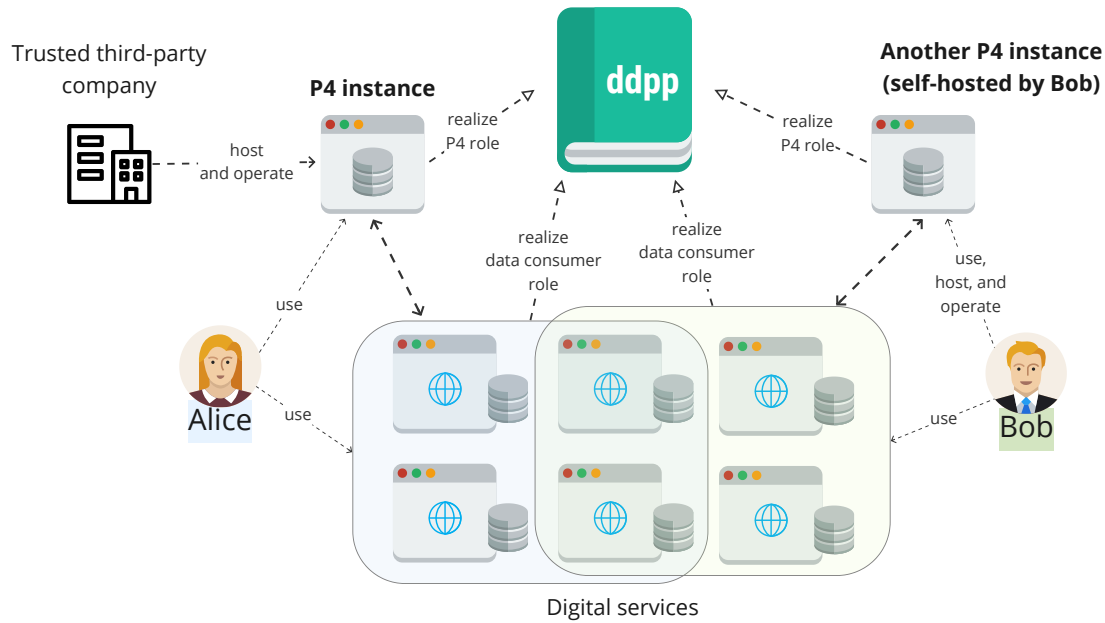 Trusted third-party
company
P4 instance
ddpp
Another P4 instance
(self-hosted by Bob)
host
and operate
realize
P4 role
realize
P4 role
realize
data consumer
role
realize
data consumer
role
use,
host, and
operate
use
use
use
Alice
Bob
Digital services